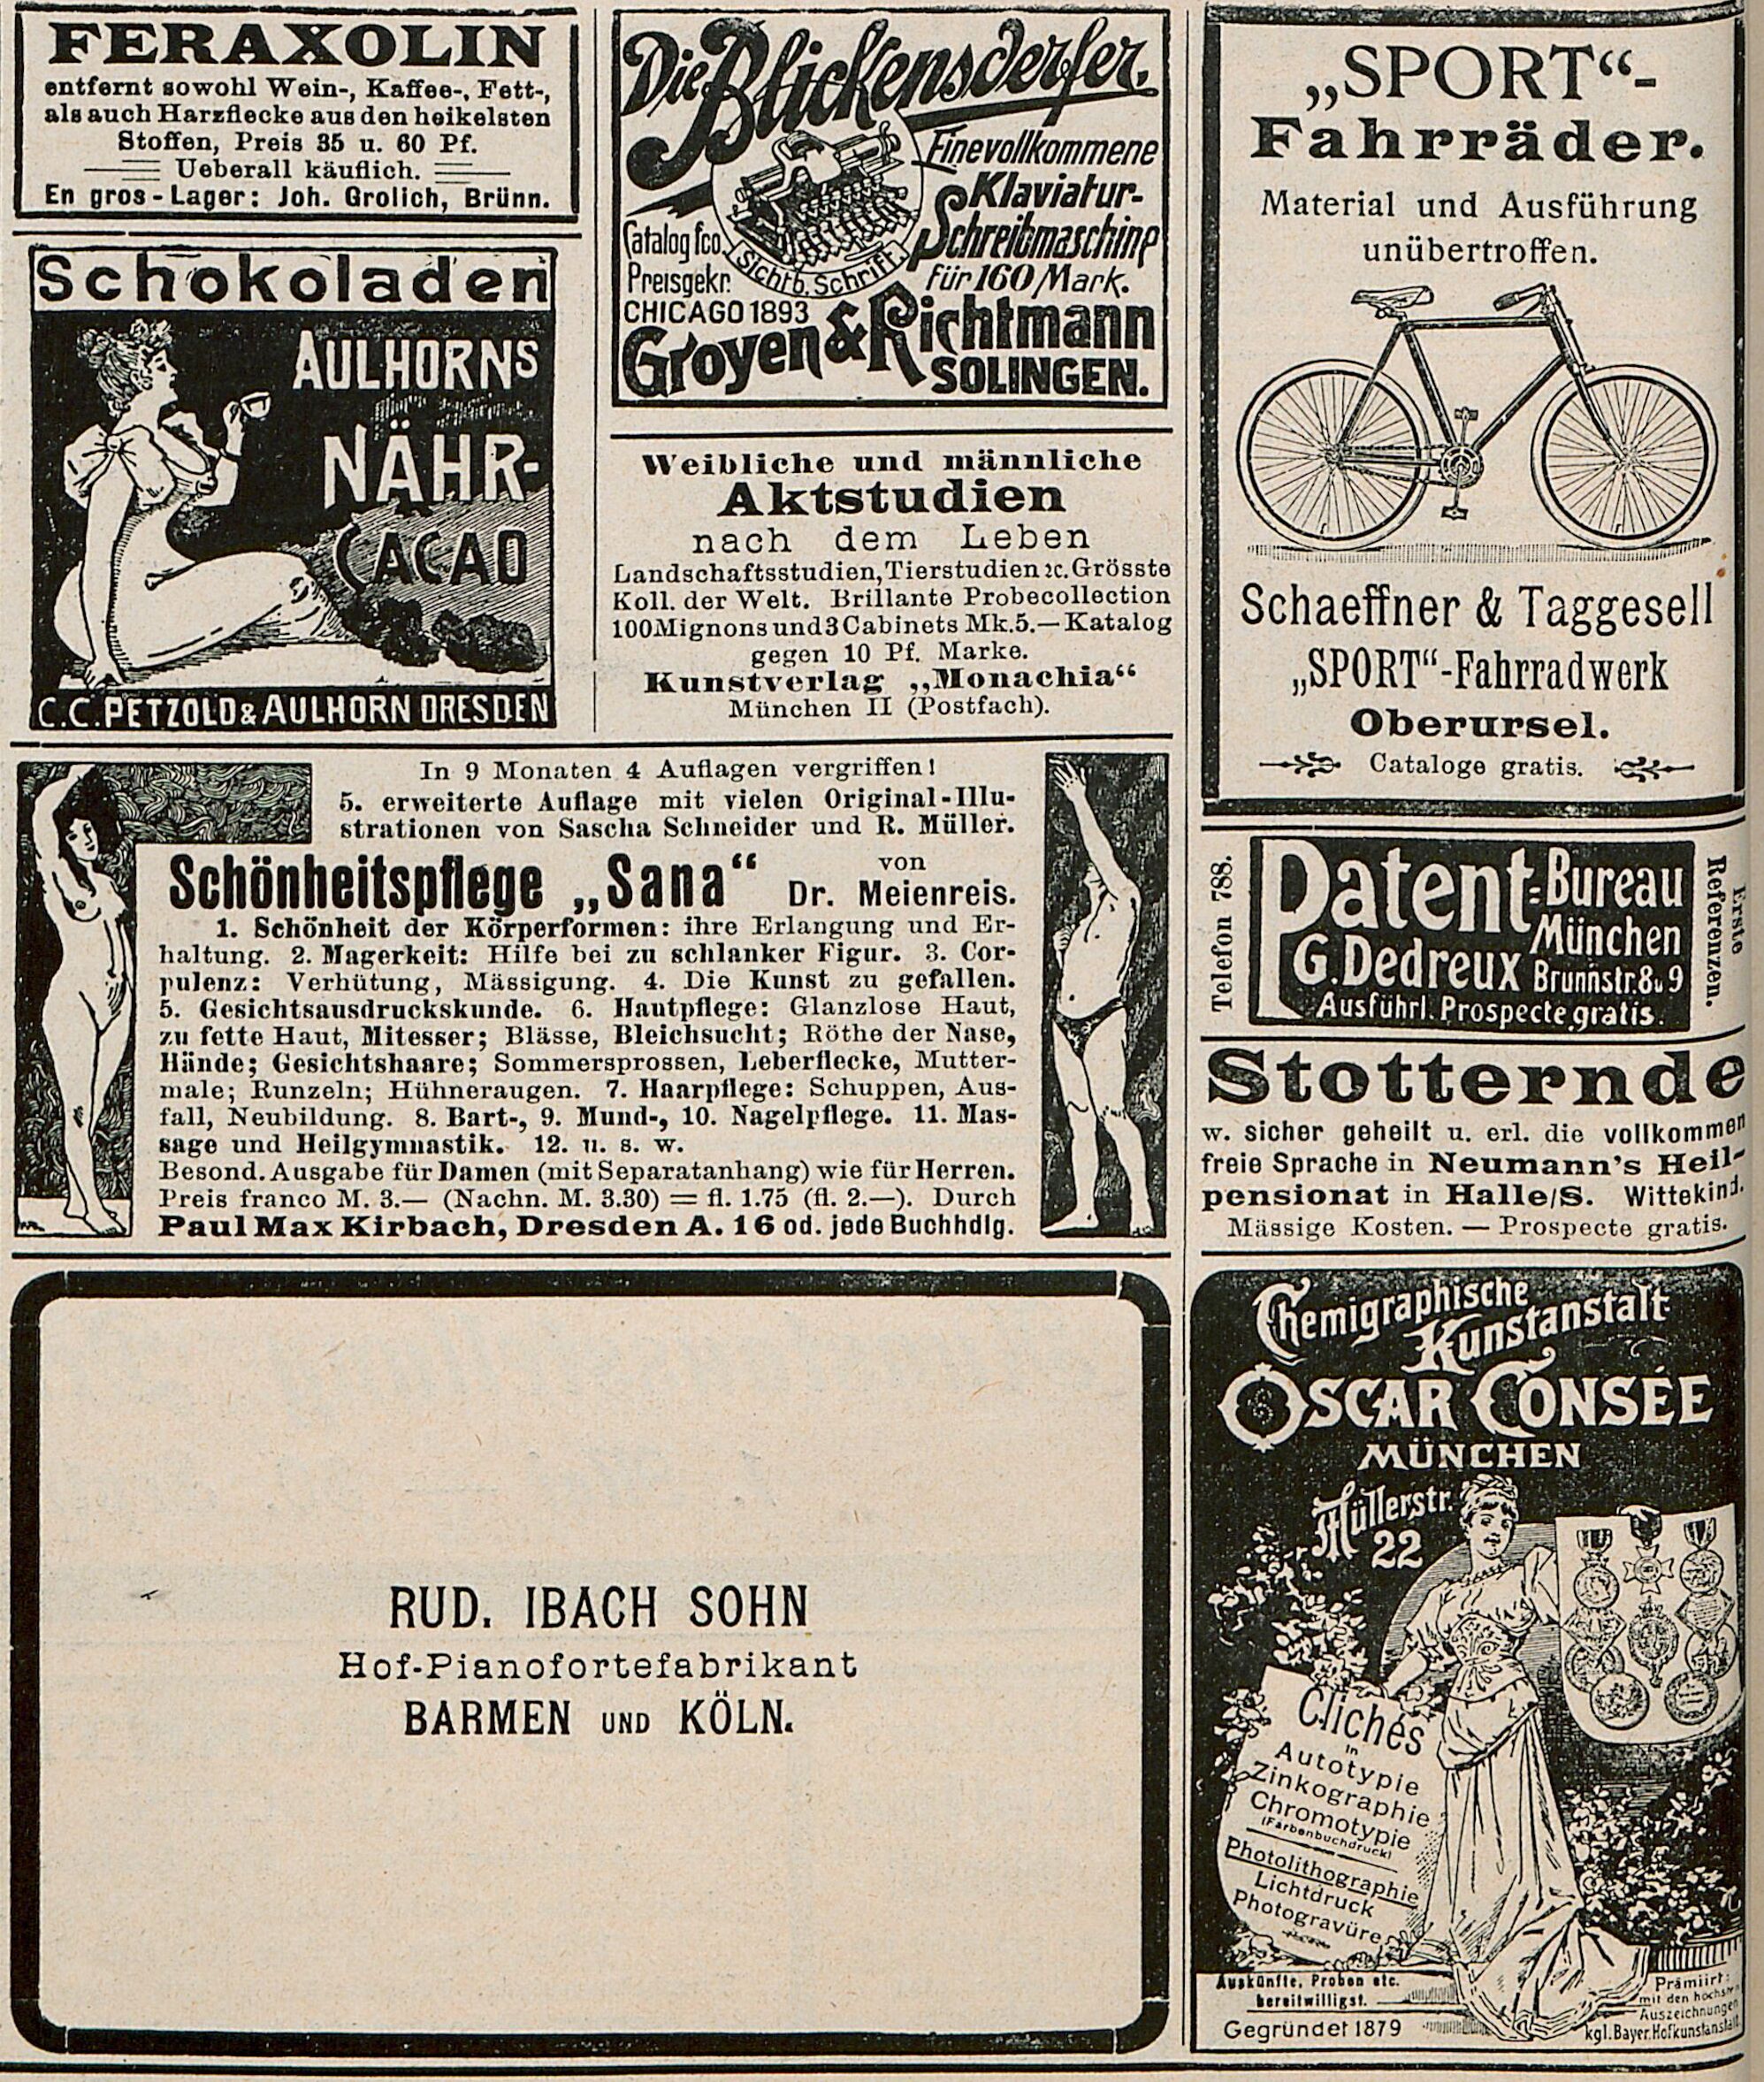 FERAXOLIN
entfernt sowohl Wein-, Kaffee-, Fett-,
als auch Harzflecke aus den heikelsten
Stoffen, Preis 35 u. 60 Pf.
Ueberall käuflich.
En gros-Lager: Joh. Grolich, Brünn.
Schokoladen
AULHORNS
NÄHR-
CACAO
C.C. PETZOLD & AULHORN DRESDEN
Die Blickensderfer.
Eine vollkommene
Klaviatur-
Schreibmaschine
für 160 Mark.
Sichtb. Schrift.
Catalog fco.
Preisgekr.
CHICAGO 1893
Groyen & Richtmann
SOLINGEN.
Weibliche und männliche
Aktstudien
nach dem Leben
Landschaftsstudien, Tierstudien ꝛc. Grösste
Koll. der Welt. Brillante Probecollection
100 Mignons und 3 Cabinets Mk. 5.— Katalog
gegen 10 Pf. Marke.
Kunstverlag „Monachia“
München II (Postfach).
In 9 Monaten 4 Auflagen vergriffen!
5. erweiterte Auflage mit vielen Original-Illu-
strationen von Sascha Schneider und R. Müller.
Schönheitspflege „Sana“ von
Dr. Meienreis.
1. Schönheit der Körperformen: ihre Erlangung und Er-
haltung. 2. Magerkeit: Hilfe bei zu schlanker Figur. 3. Cor-
pulenz: Verhütung, Mässigung. 4. Die Kunst zu gefallen.
5. Gesichtsausdruckskunde. 6. Hautpflege: Glanzlose Haut,
zu fette Haut, Mitesser; Blässe, Bleichsucht; Röthe der Nase,
Hände; Gesichtshaare; Sommersprossen, Leberflecke, Mutter-
male; Runzeln; Hühneraugen. 7. Haarpflege: Schuppen, Aus-
fall, Neubildung. 8. Bart-, 9. Mund-, 10. Nagelpflege. 11. Mas-
sage und Heilgymnastik. 12. u. s. w.
Besond. Ausgabe für Damen (mit Separatanhang) wie für Herren.
Preis franco M. 3.— (Nachn. M. 3.30) = fl. 1.75 (fl. 2.—). Durch
Paul Max Kirbach, Dresden A. 16 od. jede Buchhdlg.
RUD. IBACH SOHN
Hof-Pianofortefabrikant
BARMEN UND KÖLN.
„SPORT“-
Fahrräder.
Material und Ausführung
unübertroffen.
Schaeffner & Taggesell
„SPORT“-Fahrradwerk
Oberursel.
Cataloge gratis.
Telefon 788.
Patent-Bureau
München
G. Dedreux Brunnstr. 8 u. 9
Ausführl. Prospecte gratis.
Erste
Referenzen.
Stotternde
w. sicher geheilt u. erl. die vollkommen
freie Sprache in Neumann's Heil-
pensionat in Halle/S. Wittekind.
Mässige Kosten. — Prospecte gratis.
Chemigraphische
Kunstanstalt
OSCAR CONSÉE
MÜNCHEN
Müllerstr.
22
Clichés
in
Autotypie
Zinkographie
Chromotypie
(Farbenbuchdruck)
Photolithographie
Lichtdruck
Photogravüre
Auskünfte, Proben etc.
bereitwilligst.
Gegründet 1879
Prämiirt:
mit den höchsten
Auszeichnungen
kgl. Bayer. Hofkunstanstalt